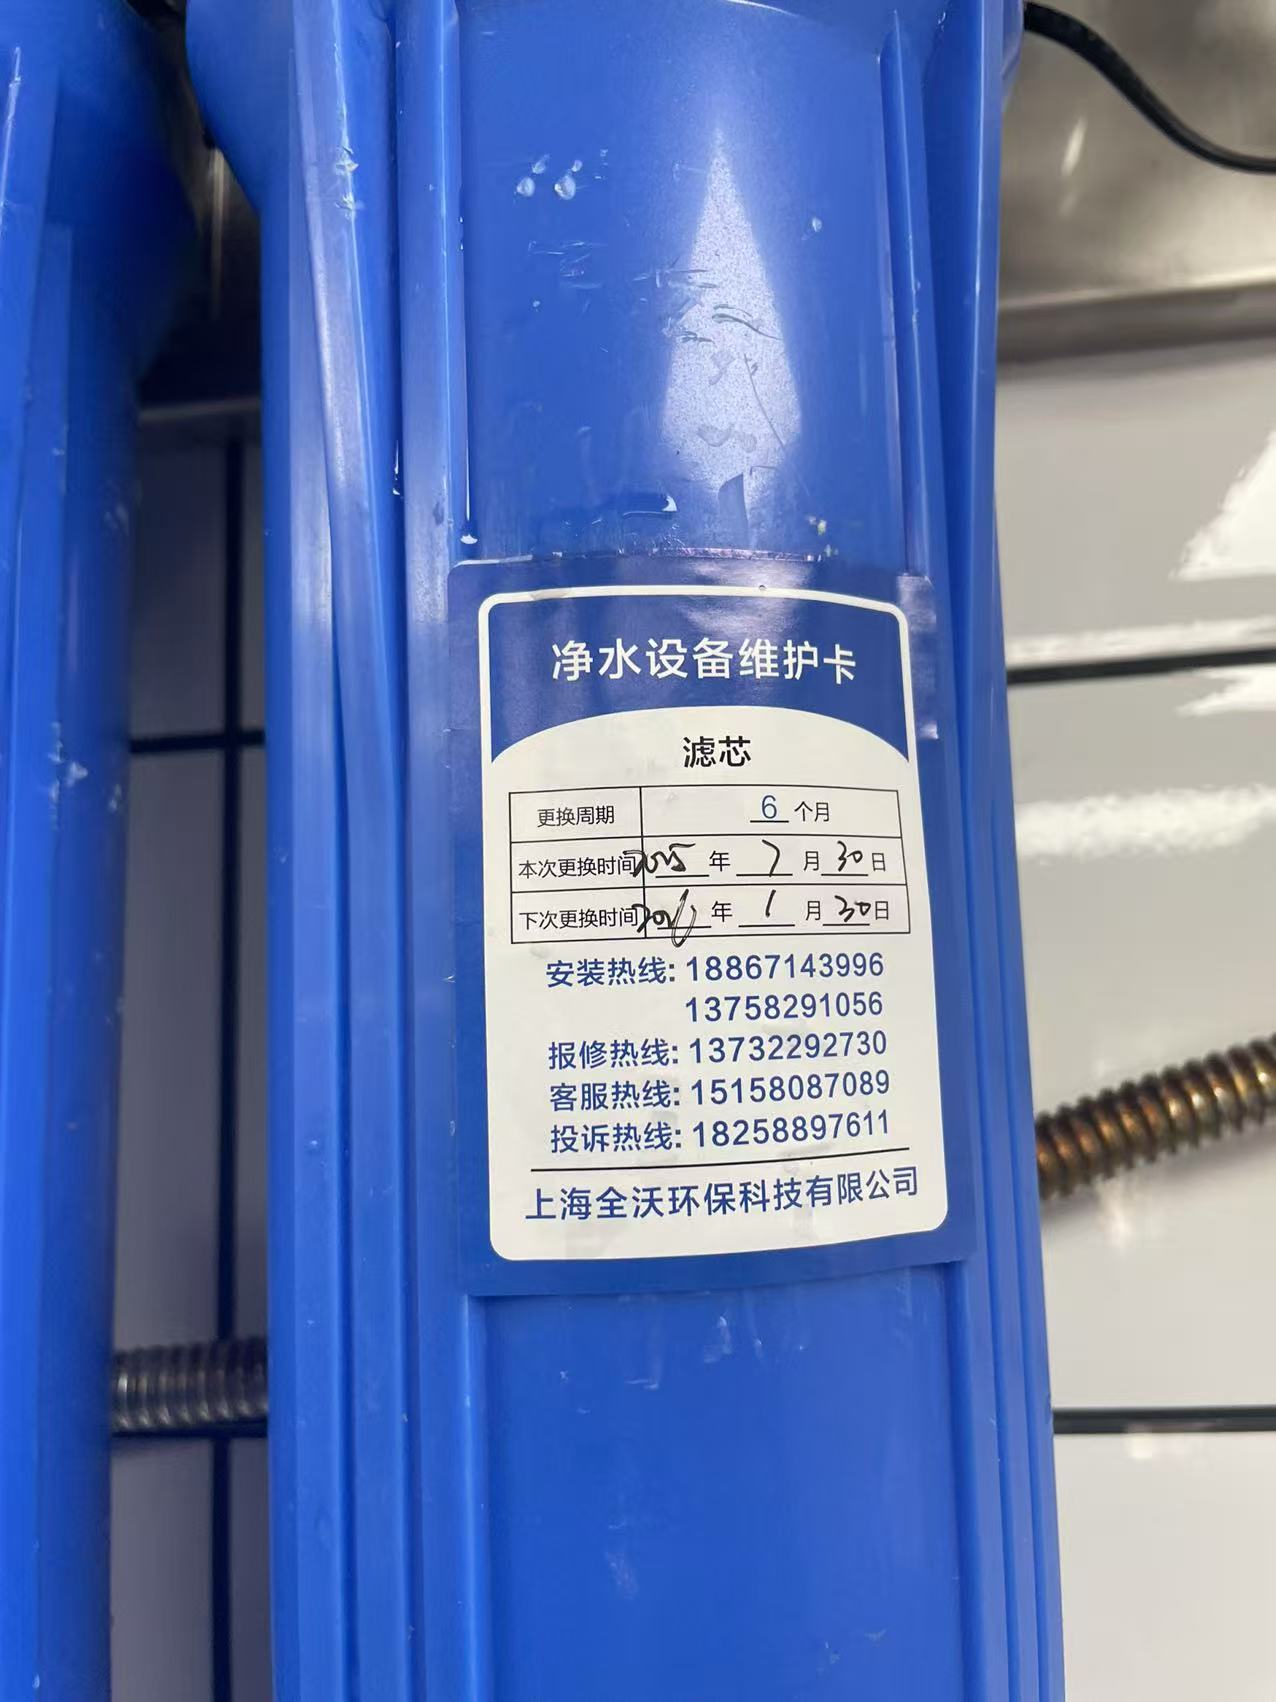 净水设备维护卡
滤芯
更换周期 6 个月
本次更换时间 2025 年 7 月 30 日
下次更换时间 2026 年 1 月 30 日
安装热线: 18867143996
13758291056
报修热线: 13732292730
客服热线: 15158087089
投诉热线: 18258897611
上海全沃环保科技有限公司